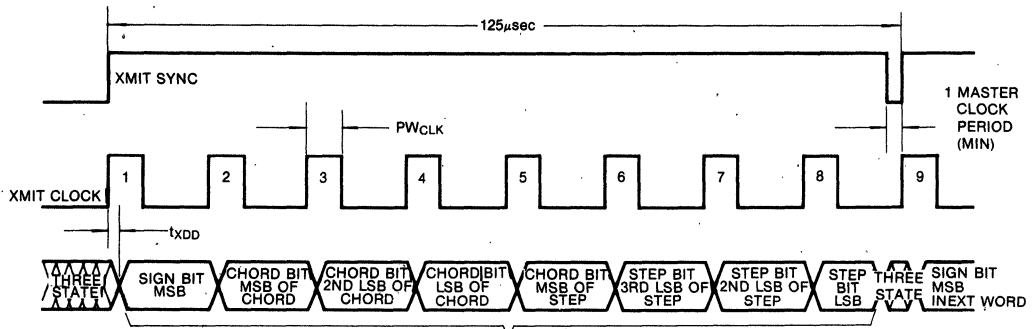 125μsec
XMIT SYNC
1 MASTER
CLOCK
PERIOD
(MIN)
PWCLK
XMIT CLOCK
1 2 3 4 5 6 7 8 9
tXDD
THREE
STATE
SIGN BIT
MSB
CHORD BIT
MSB OF
CHORD
CHORD BIT
2ND LSB OF
CHORD
CHORD BIT
LSB OF
CHORD
CHORD BIT
MSB OF
STEP
STEP BIT
3RD LSB OF
STEP
STEP BIT
2ND LSB OF
STEP
STEP
BIT
LSB
THREE
STATE
SIGN BIT
MSB
INEXT WORD